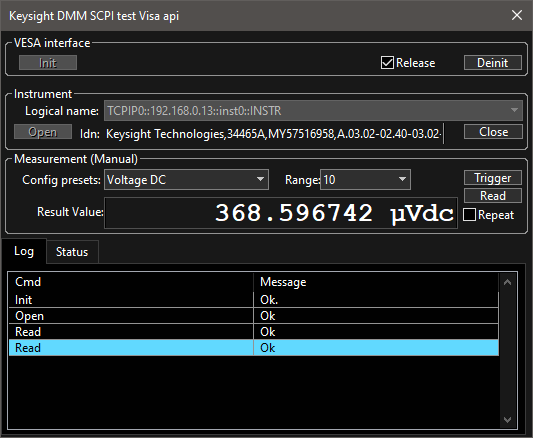 Keysight DMM SCPI test Visa api
VESA interface
Init Release Deinit
Instrument
Logical name: TCPIP0::192.168.0.13::inst0::INSTR
Open Idn: Keysight Technologies,34465A,MY57516958,A.03.02-02.40-03.02- Close
Measurement (Manual)
Config presets: Voltage DC Range: 10 Trigger
Read
Result Value: 368.596742 µVdc Repeat
Log Status
Cmd Message
Init Ok.
Open Ok
Read Ok
Read Ok